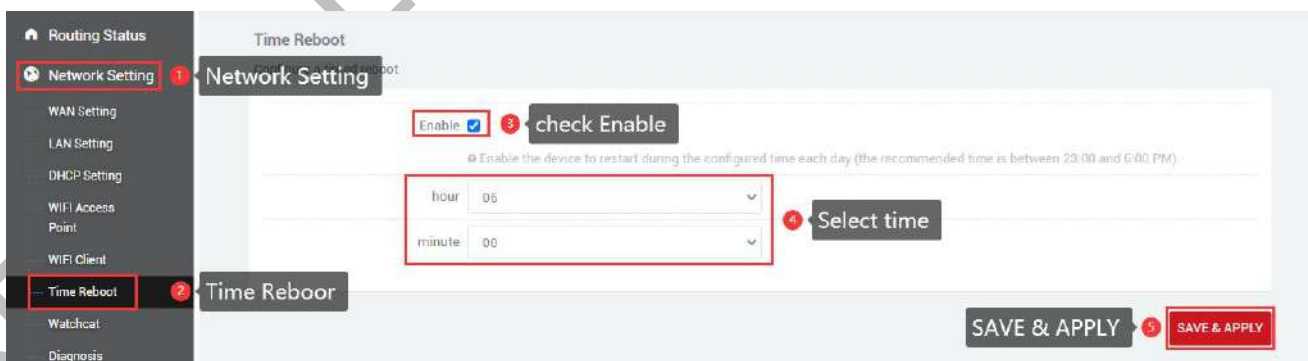 Routing Status
Network Setting
WAN Setting
LAN Setting
DHCP Setting
WIFI Access
Point
WIFI Client
Time Reboot
Watchcat
Diagnosis
1 Network Setting
2 Time Reboor
Time Reboot
reboot
Enable
3 check Enable
Enable the device to restart during the configured time each day (the recommended time is between 23:00 and 6:00 PM)
hour 06
minute 00
4 Select time
SAVE & APPLY 5 SAVE & APPLY